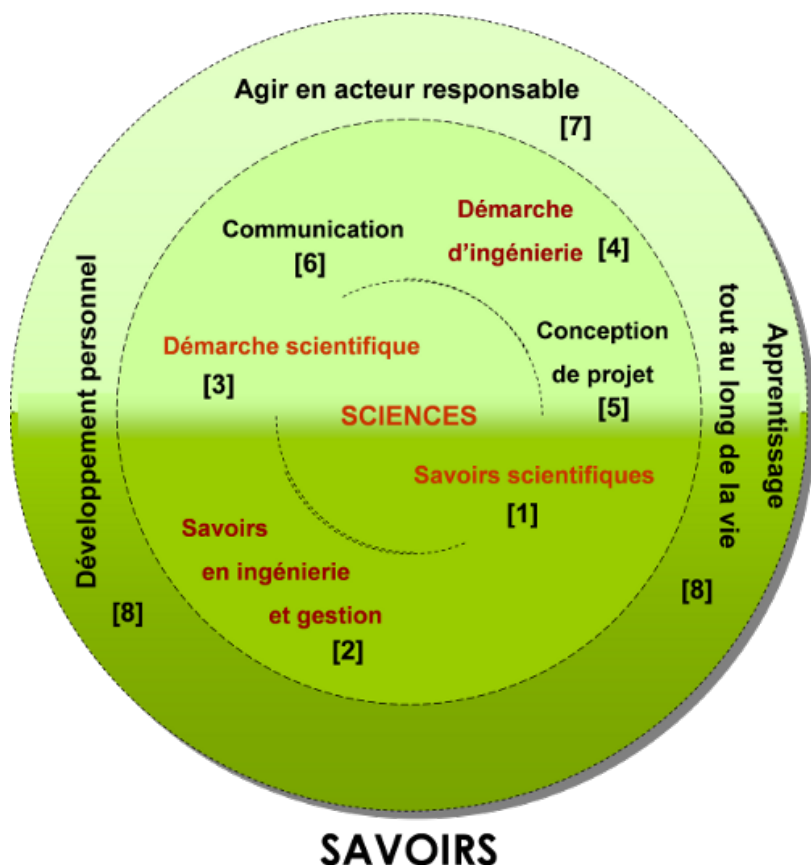 Agir en acteur responsable
[7]
Communication
[6]
Démarche
d'ingénierie [4]
Démarche scientifique
[3]
Conception
de projet
[5]
SCIENCES
Savoirs scientifiques
[1]
Savoirs
en ingénierie
et gestion
[2]
Développement personnel
[8]
Apprentissage
tout au long de la vie
[8]
SAVOIRS